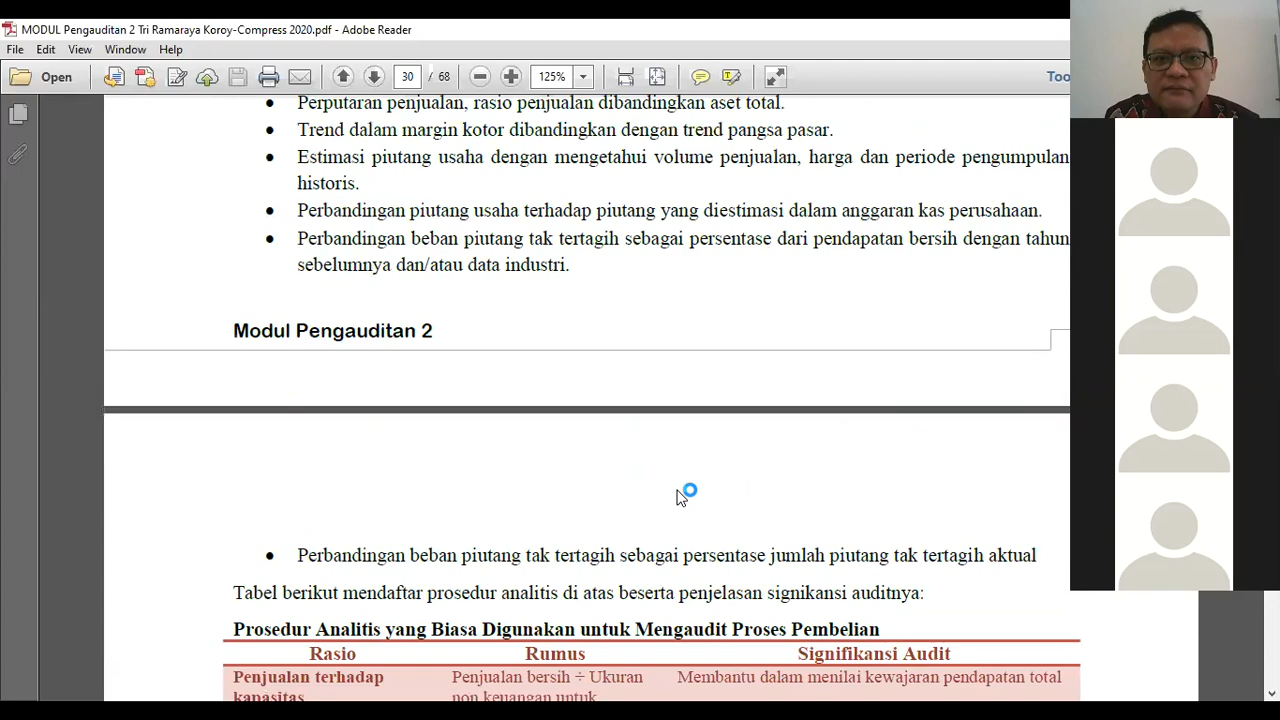 MODUL Pengauditan 2 Tri Ramaraya Koroy-Compress 2020.pdf - Adobe Reader
File Edit View Window Help
Open 30 / 68 125% Too
• Perputaran penjualan, rasio penjualan dibandingkan aset total.
• Trend dalam margin kotor dibandingkan dengan trend pangsa pasar.
• Estimasi piutang usaha dengan mengetahui volume penjualan, harga dan periode pengumpulan
historis.
• Perbandingan piutang usaha terhadap piutang yang diestimasi dalam anggaran kas perusahaan.
• Perbandingan beban piutang tak tertagih sebagai persentase dari pendapatan bersih dengan tahun
sebelumnya dan/atau data industri.
Modul Pengauditan 2
• Perbandingan beban piutang tak tertagih sebagai persentase jumlah piutang tak tertagih aktual
Tabel berikut mendaftar prosedur analitis di atas beserta penjelasan signikansi auditnya:
Prosedur Analitis yang Biasa Digunakan untuk Mengaudit Proses Pembelian
Rasio Rumus Signifikansi Audit
Penjualan terhadap Penjualan bersih ÷ Ukuran Membantu dalam menilai kewajaran pendapatan total
kapasitas non keuangan untuk